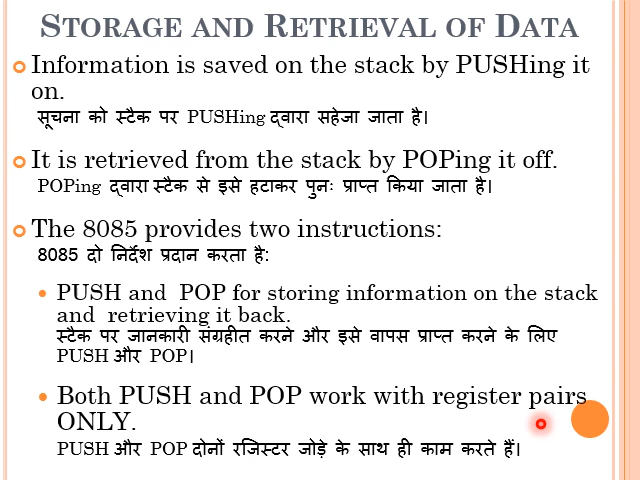 STORAGE AND RETRIEVAL OF DATA
Information is saved on the stack by PUSHing it
on.
सूचना को स्टैक पर PUSHing द्वारा सहेजा जाता है।
It is retrieved from the stack by POPing it off.
POPing द्वारा स्टैक से इसे हटाकर पुनः प्राप्त किया जाता है।
The 8085 provides two instructions:
8085 दो निर्देश प्रदान करता है:
PUSH and POP for storing information on the stack
and retrieving it back.
स्टैक पर जानकारी संग्रहीत करने और इसे वापस प्राप्त करने के लिए
PUSH और POP।
Both PUSH and POP work with register pairs
ONLY.
PUSH और POP दोनों रजिस्टर जोड़े के साथ ही काम करते हैं।